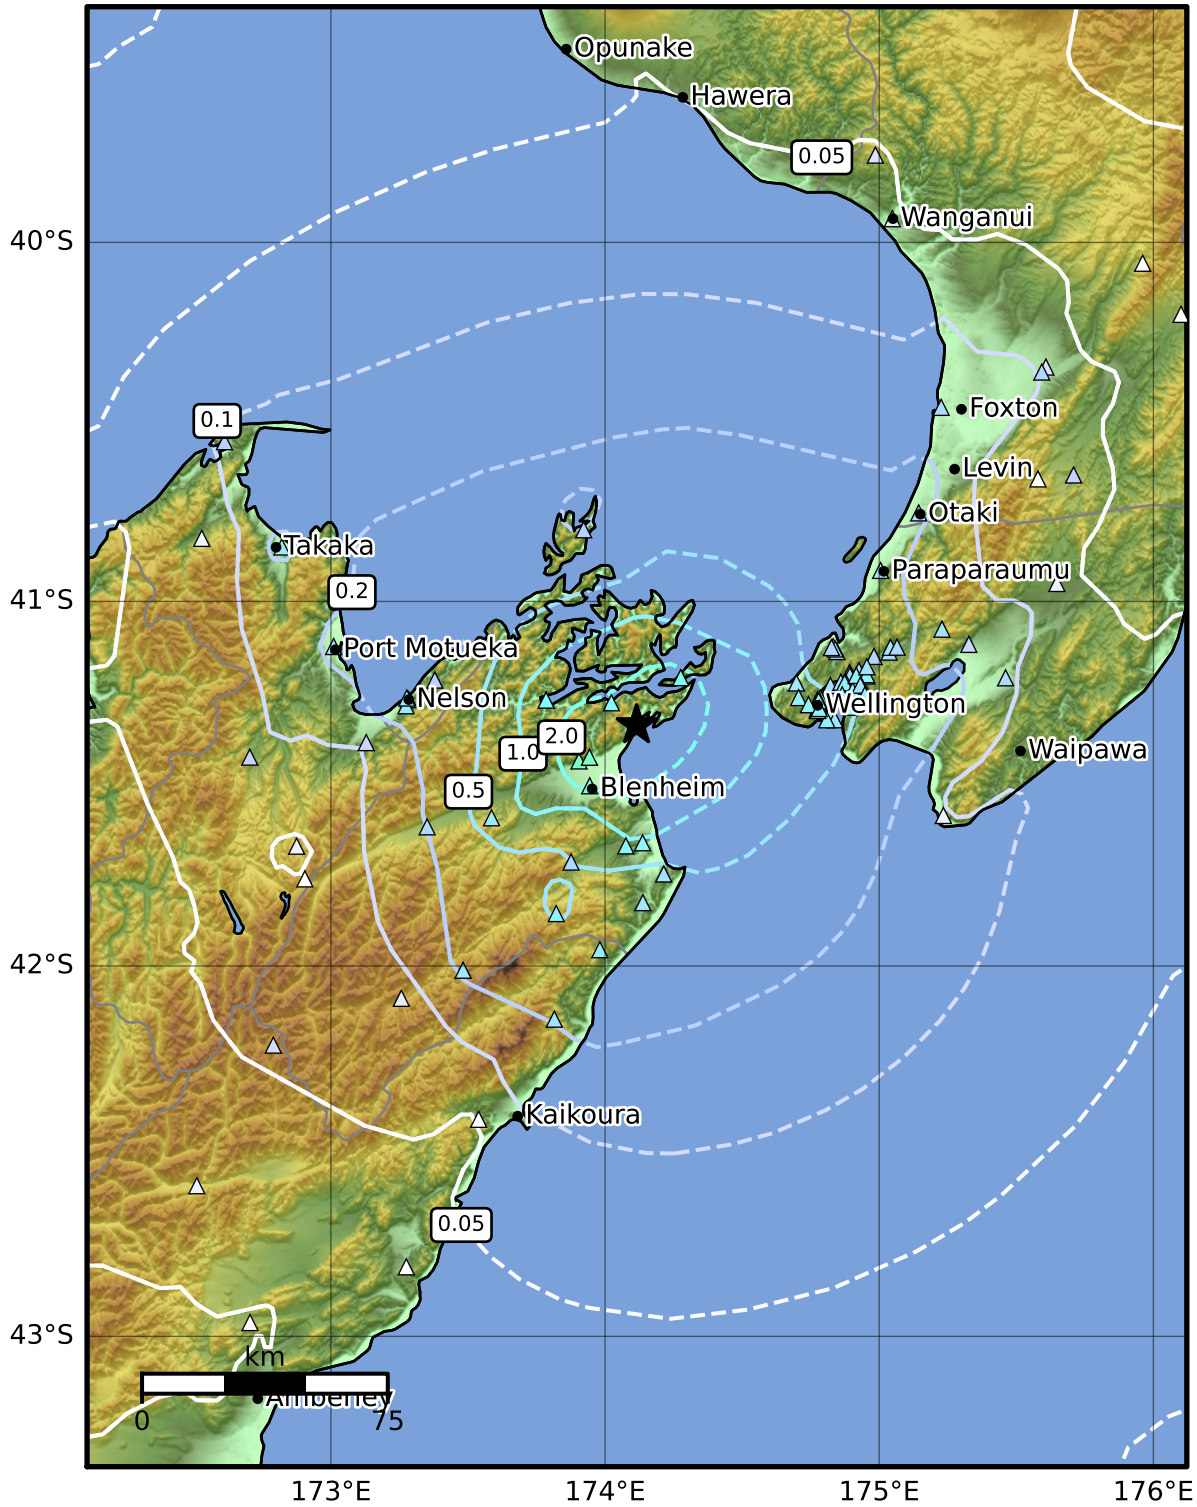 Opunake
Hawera
0.05
Wanganui
40°S
Foxton
0.1
Levin
Otaki
Takaka
Paraparaumu
0.2
41°S
Port Motueka
Nelson
Wellington
2.0
1.0
Waipawa
0.5
Blenheim
42°S
Kaikoura
0.05
43°S
km
Amberley
0
75
173°E
174°E
175°E
176°E